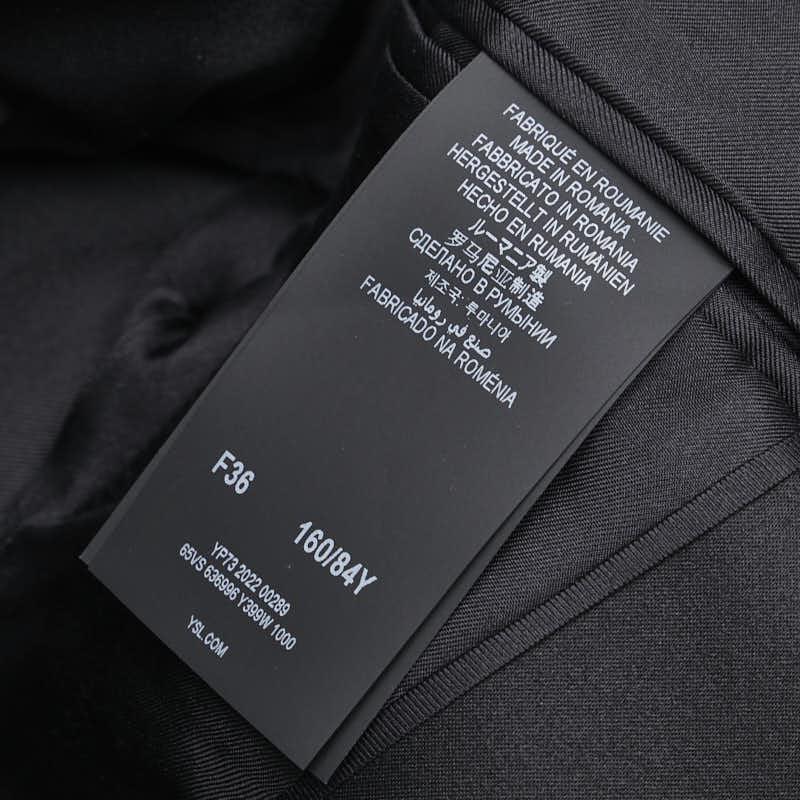 FABRIQUÉ EN ROUMANIE
MADE IN ROMANIA
FABBRICATO IN ROMANIA
HERGESTELLT IN RUMÄNIEN
HECHO EN RUMANIA
ルーマニア製
罗马尼亚制造
СДЕЛАНО В РУМЫНИИ
제조국: 루마니아
صنع في رومانيا
FABRICADO NA ROMÉNIA
F36
160/84Y
YP73 2022 00289
65VS 636996 Y399W 1000
YSL.COM